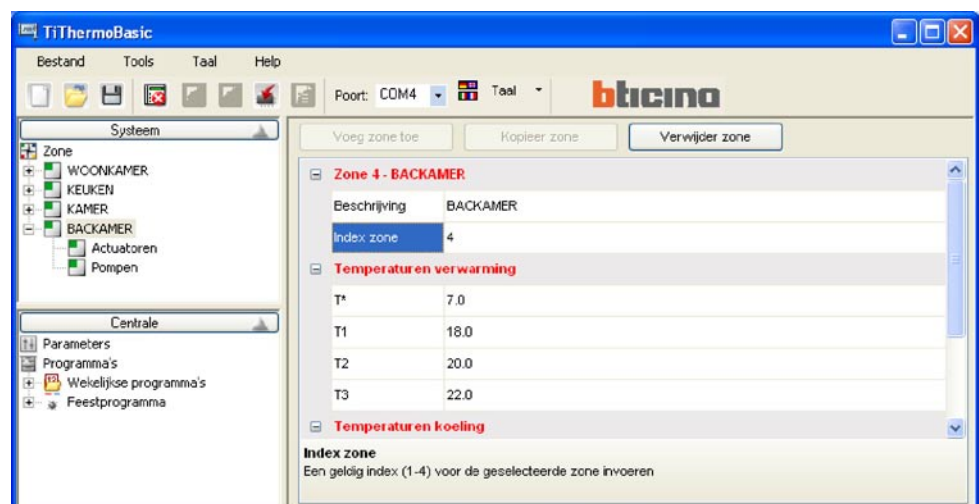 TiThermoBasic
Bestand Tools Taal Help
Poort: COM4 Taal bticino
Systeem
Zone
WOONKAMER
KEUKEN
KAMER
BACKAMER
Actuatoren
Pompen
Centrale
Parameters
Programma's
Wekelijkse programma's
Feestprogramma
Voeg zone toe Kopieer zone Verwijder zone
Zone 4 - BACKAMER
Beschrijving BACKAMER
Index zone 4
Temperaturen verwarming
T* 7.0
T1 18.0
T2 20.0
T3 22.0
Temperaturen koeling
Index zone
Een geldig index (1-4) voor de geselecteerde zone invoeren